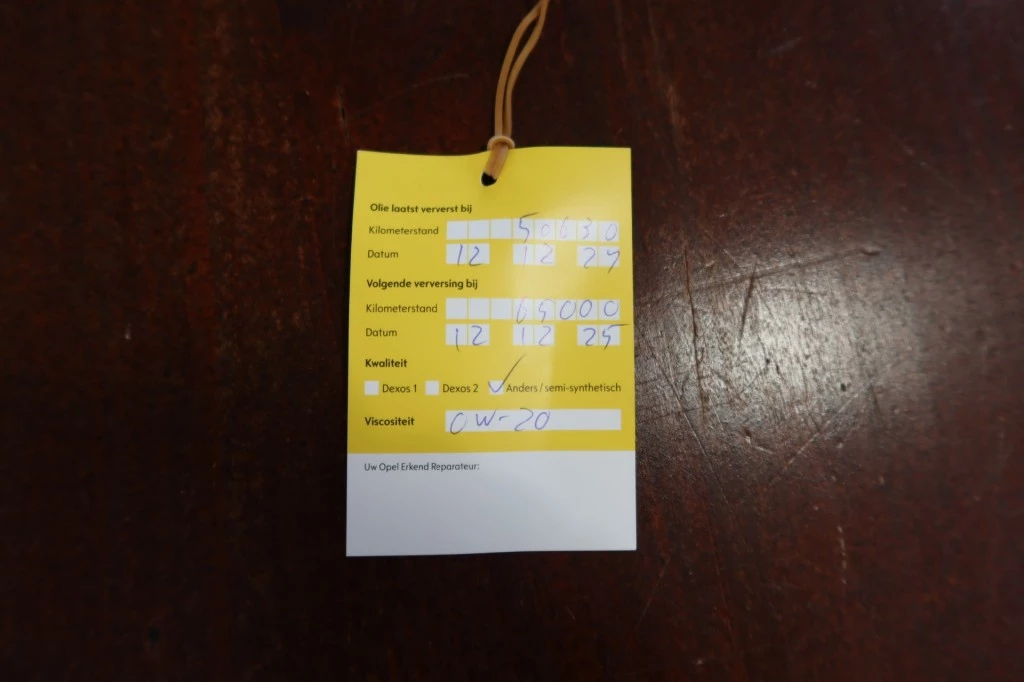 Olie laatst ververst bij
Kilometerstand 50630
Datum 12 12 24
Volgende verversing bij
Kilometerstand 65000
Datum 12 12 25
Kwaliteit
Dexos 1 Dexos 2 Anders / semi-synthetisch
Viscositeit 0W-20
Uw Opel Erkend Reparateur: